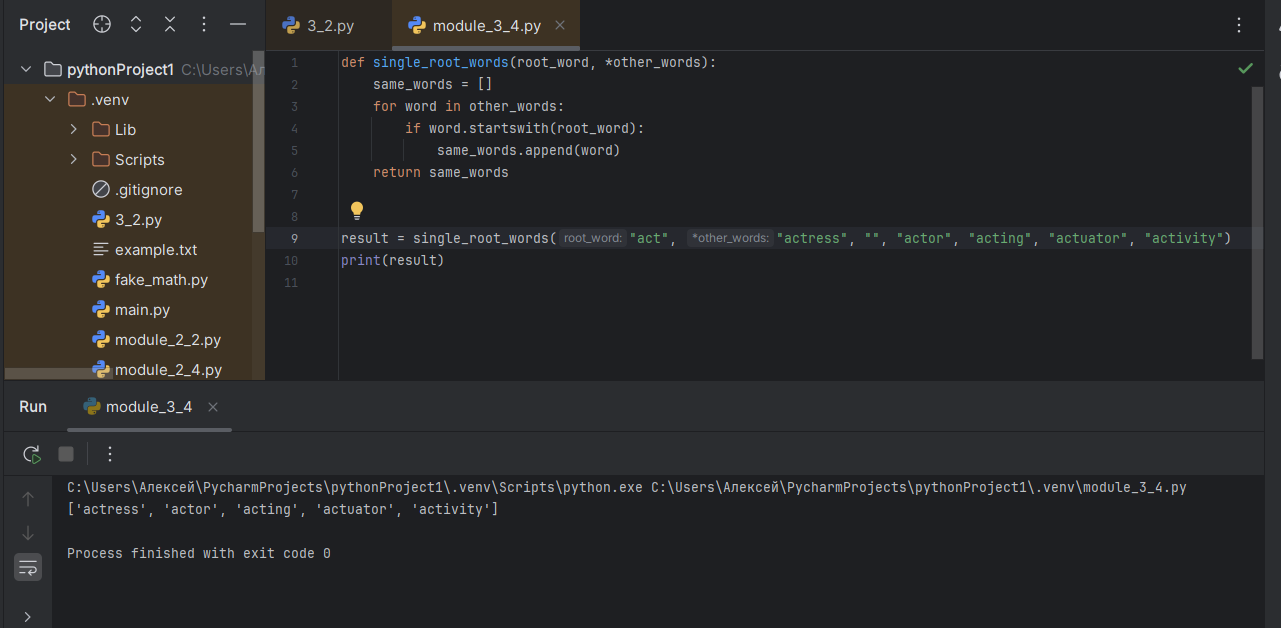 Project
3_2.py
module_3_4.py
pythonProject1 C:\Users\
.venv
Lib
Scripts
.gitignore
3_2.py
example.txt
fake_math.py
main.py
module_2_2.py
module_2_4.py
1 def single_root_words(root_word, *other_words):
2 same_words = []
3 for word in other_words:
4 if word.startswith(root_word):
5 same_words.append(word)
6 return same_words
7
8
9 result = single_root_words( root_word: "act", *other_words: "actress", "", "actor", "acting", "actuator", "activity")
10 print(result)
11
Run module_3_4
C:\Users\Алексей\PycharmProjects\pythonProject1\.venv\Scripts\python.exe C:\Users\Алексей\PycharmProjects\pythonProject1\.venv\module_3_4.py
['actress', 'actor', 'acting', 'actuator', 'activity']
Process finished with exit code 0